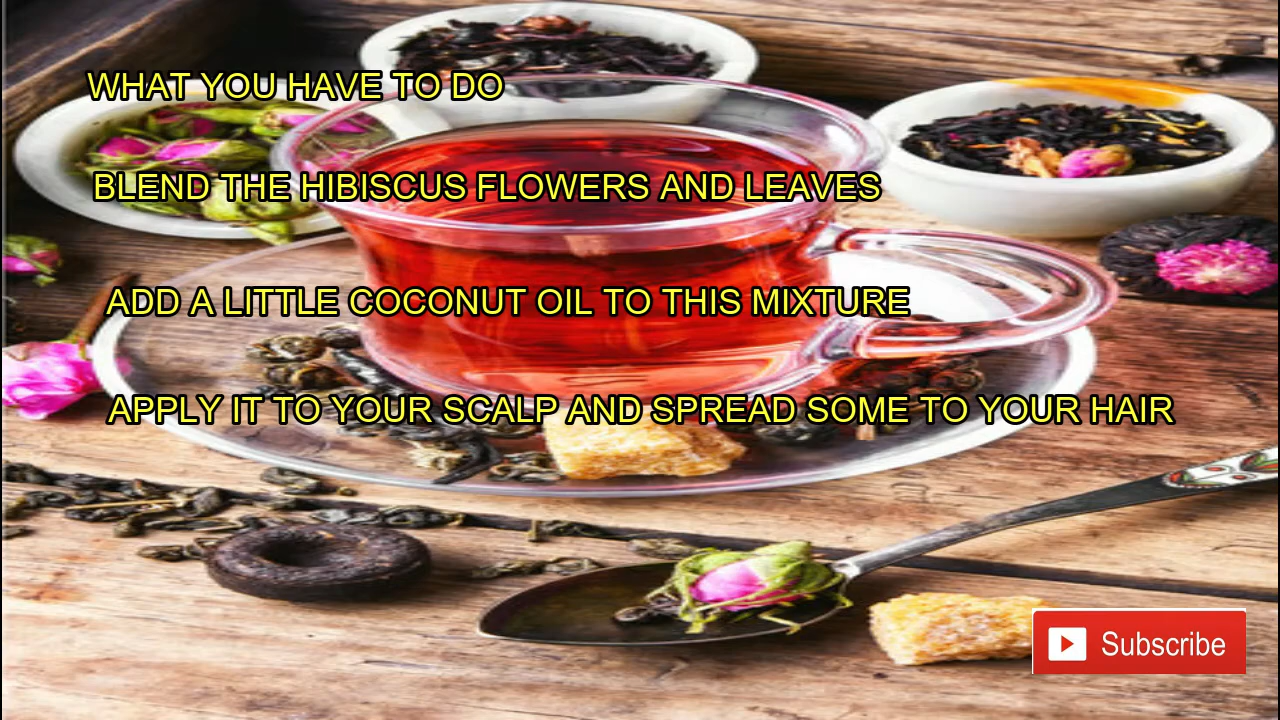 WHAT YOU HAVE TO DO
BLEND THE HIBISCUS FLOWERS AND LEAVES
ADD A LITTLE COCONUT OIL TO THIS MIXTURE
APPLY IT TO YOUR SCALP AND SPREAD SOME TO YOUR HAIR
Subscribe